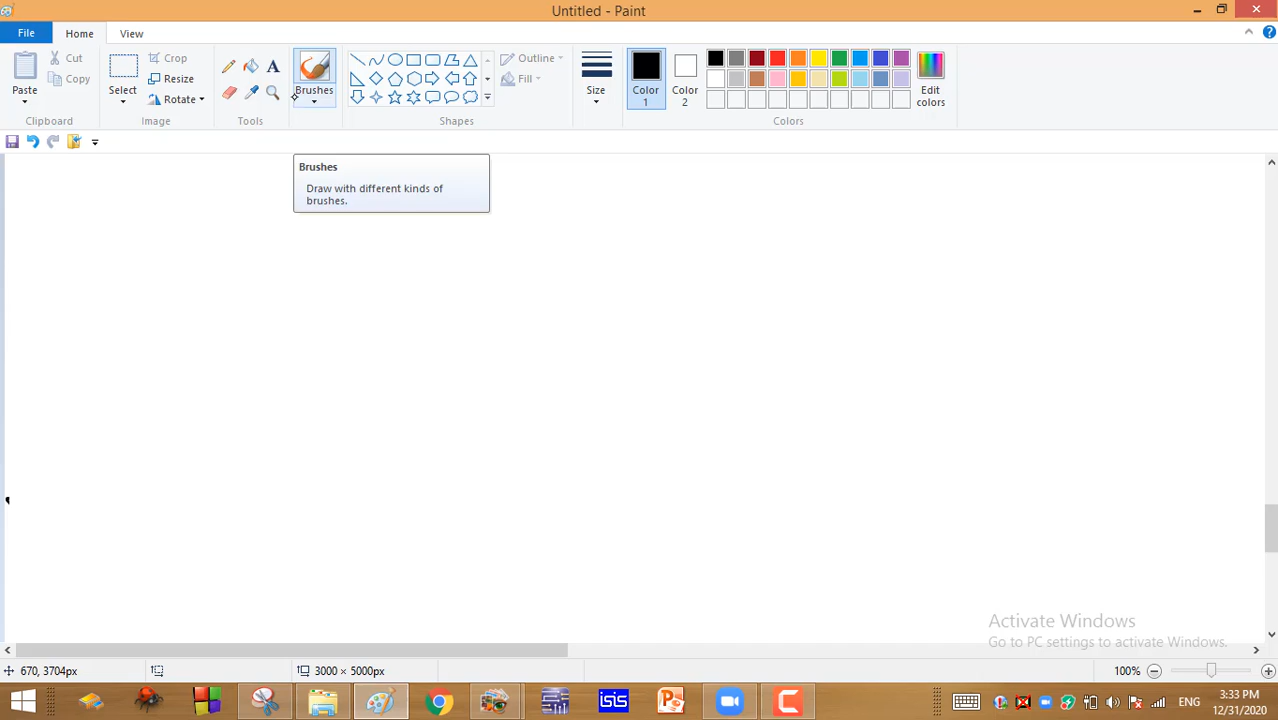 Untitled - Paint
File Home View
Paste Cut Copy Clipboard
Select Crop Resize Rotate Image
A Tools
Brushes
Shapes
Outline Fill
Size
Color 1
Color 2
Edit colors
Colors
Brushes
Draw with different kinds of
brushes.
Activate Windows
Go to PC settings to activate Windows.
670, 3704px 3000 × 5000px 100%
isis ENG 3:33 PM
12/31/2020